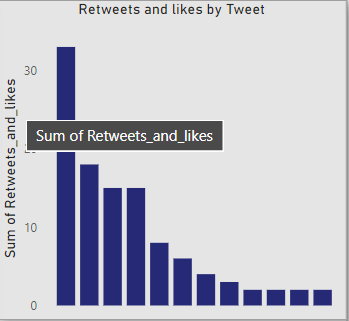 Retweets and likes by Tweet
30
Sum of Retweets_and_likes
10
0
Sum of Retweets_and_likes